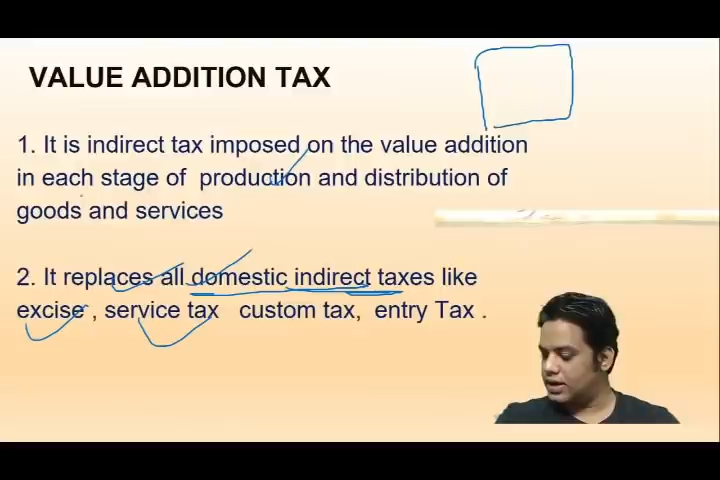 VALUE ADDITION TAX
1. It is indirect tax imposed on the value addition
in each stage of production and distribution of
goods and services
2. It replaces all domestic indirect taxes like
excise , service tax custom tax, entry Tax .